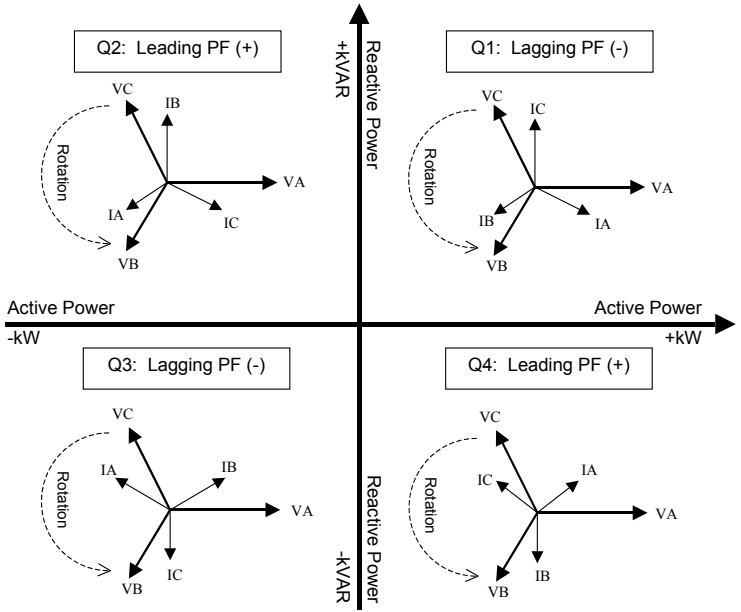 Q2: Leading PF (+)
VC
IB
Rotation
VA
IA
IC
VB
+kVAR
Reactive Power
Q1: Lagging PF (-)
VC
IC
Rotation
VA
IB
IA
VB
Active Power
-kW
Active Power
+kW
Q3: Lagging PF (-)
VC
IA
IB
Rotation
VA
IC
VB
-kVAR
Reactive Power
Q4: Leading PF (+)
VC
IA
IC
Rotation
VA
IB
VB